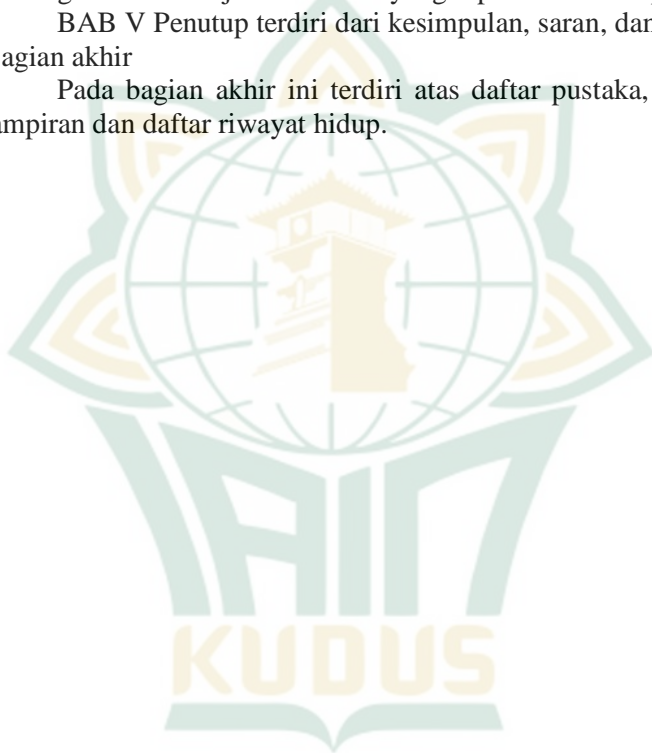 BAB V Penutup terdiri dari kesimpulan, saran, dan
agian akhir
Pada bagian akhir ini terdiri atas daftar pustaka,
ampiran dan daftar riwayat hidup.
IAIN
KUDUS